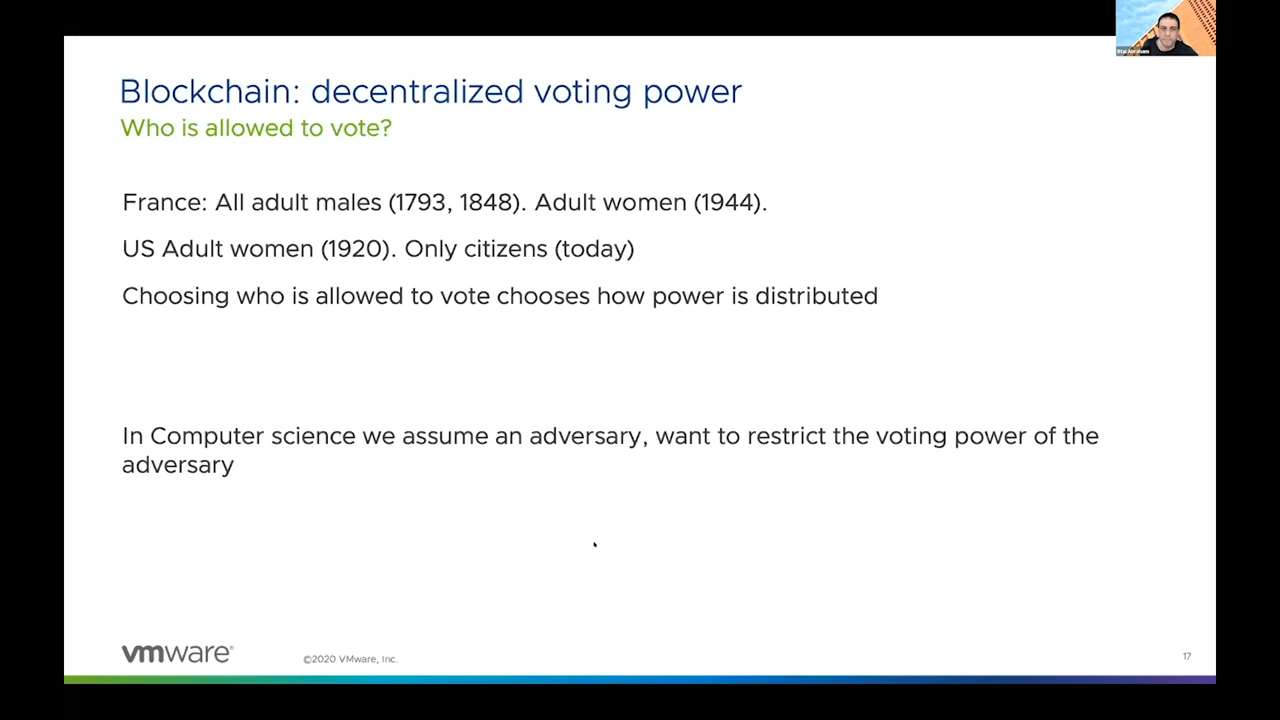 Ittai Abraham
Blockchain: decentralized voting power
Who is allowed to vote?
France: All adult males (1793, 1848). Adult women (1944).
US Adult women (1920). Only citizens (today)
Choosing who is allowed to vote chooses how power is distributed
In Computer science we assume an adversary, want to restrict the voting power of the
adversary
vmware®
©2020 VMware, Inc.
17